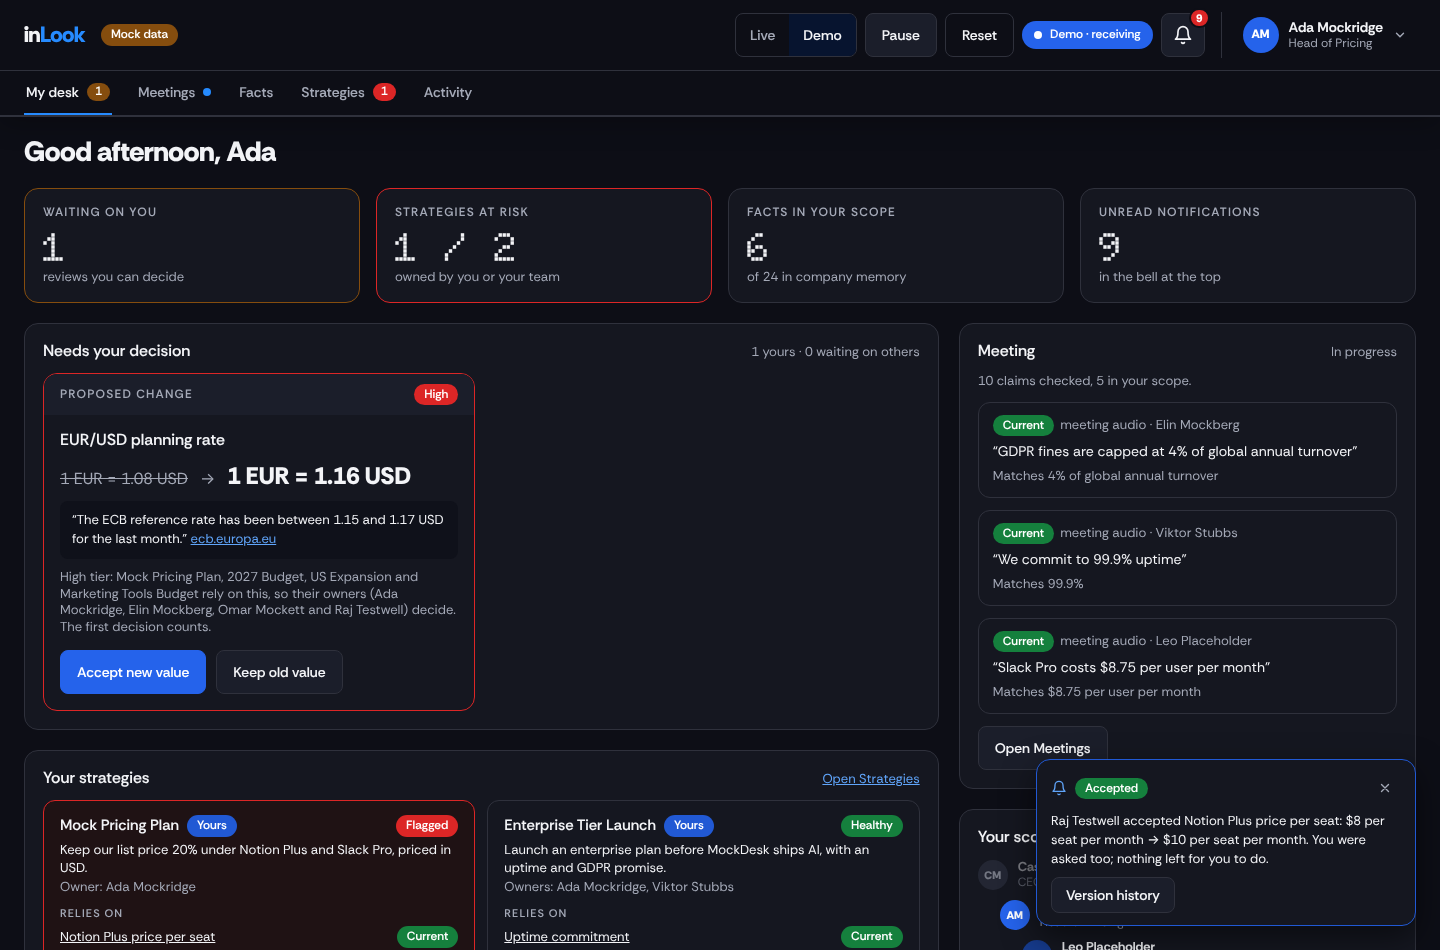 inLook
Mock data
Live
Demo
Pause
Reset
Demo · receiving
9
AM
Ada Mockridge
Head of Pricing
My desk 1
Meetings
Facts
Strategies 1
Activity
Good afternoon, Ada
WAITING ON YOU
1
reviews you can decide
STRATEGIES AT RISK
1 / 2
owned by you or your team
FACTS IN YOUR SCOPE
6
of 24 in company memory
UNREAD NOTIFICATIONS
9
in the bell at the top
Needs your decision
1 yours · 0 waiting on others
PROPOSED CHANGE
High
EUR/USD planning rate
1 EUR = 1.08 USD → 1 EUR = 1.16 USD
“The ECB reference rate has been between 1.15 and 1.17 USD
for the last month.” ecb.europa.eu
High tier: Mock Pricing Plan, 2027 Budget, US Expansion and
Marketing Tools Budget rely on this, so their owners (Ada
Mockridge, Elin Mockberg, Omar Mockett and Raj Testwell) decide.
The first decision counts.
Accept new value
Keep old value
Meeting
In progress
10 claims checked, 5 in your scope.
Current meeting audio · Elin Mockberg
“GDPR fines are capped at 4% of global annual turnover”
Matches 4% of global annual turnover
Current meeting audio · Viktor Stubbs
“We commit to 99.9% uptime”
Matches 99.9%
Current meeting audio · Leo Placeholder
“Slack Pro costs $8.75 per user per month”
Matches $8.75 per user per month
Open Meetings
Your strategies
Open Strategies
Mock Pricing Plan Yours
Flagged
Keep our list price 20% under Notion Plus and Slack Pro, priced in
USD.
Owner: Ada Mockridge
RELIES ON
Notion Plus price per seat
Current
Enterprise Tier Launch Yours
Healthy
Launch an enterprise plan before MockDesk ships AI, with an
uptime and GDPR promise.
Owners: Ada Mockridge, Viktor Stubbs
RELIES ON
Uptime commitment
Current
Your
CM
CEO
AM
Leo Placeholder
Accepted
Raj Testwell accepted Notion Plus price per seat: $8 per
seat per month → $10 per seat per month. You were
asked too; nothing left for you to do.
Version history